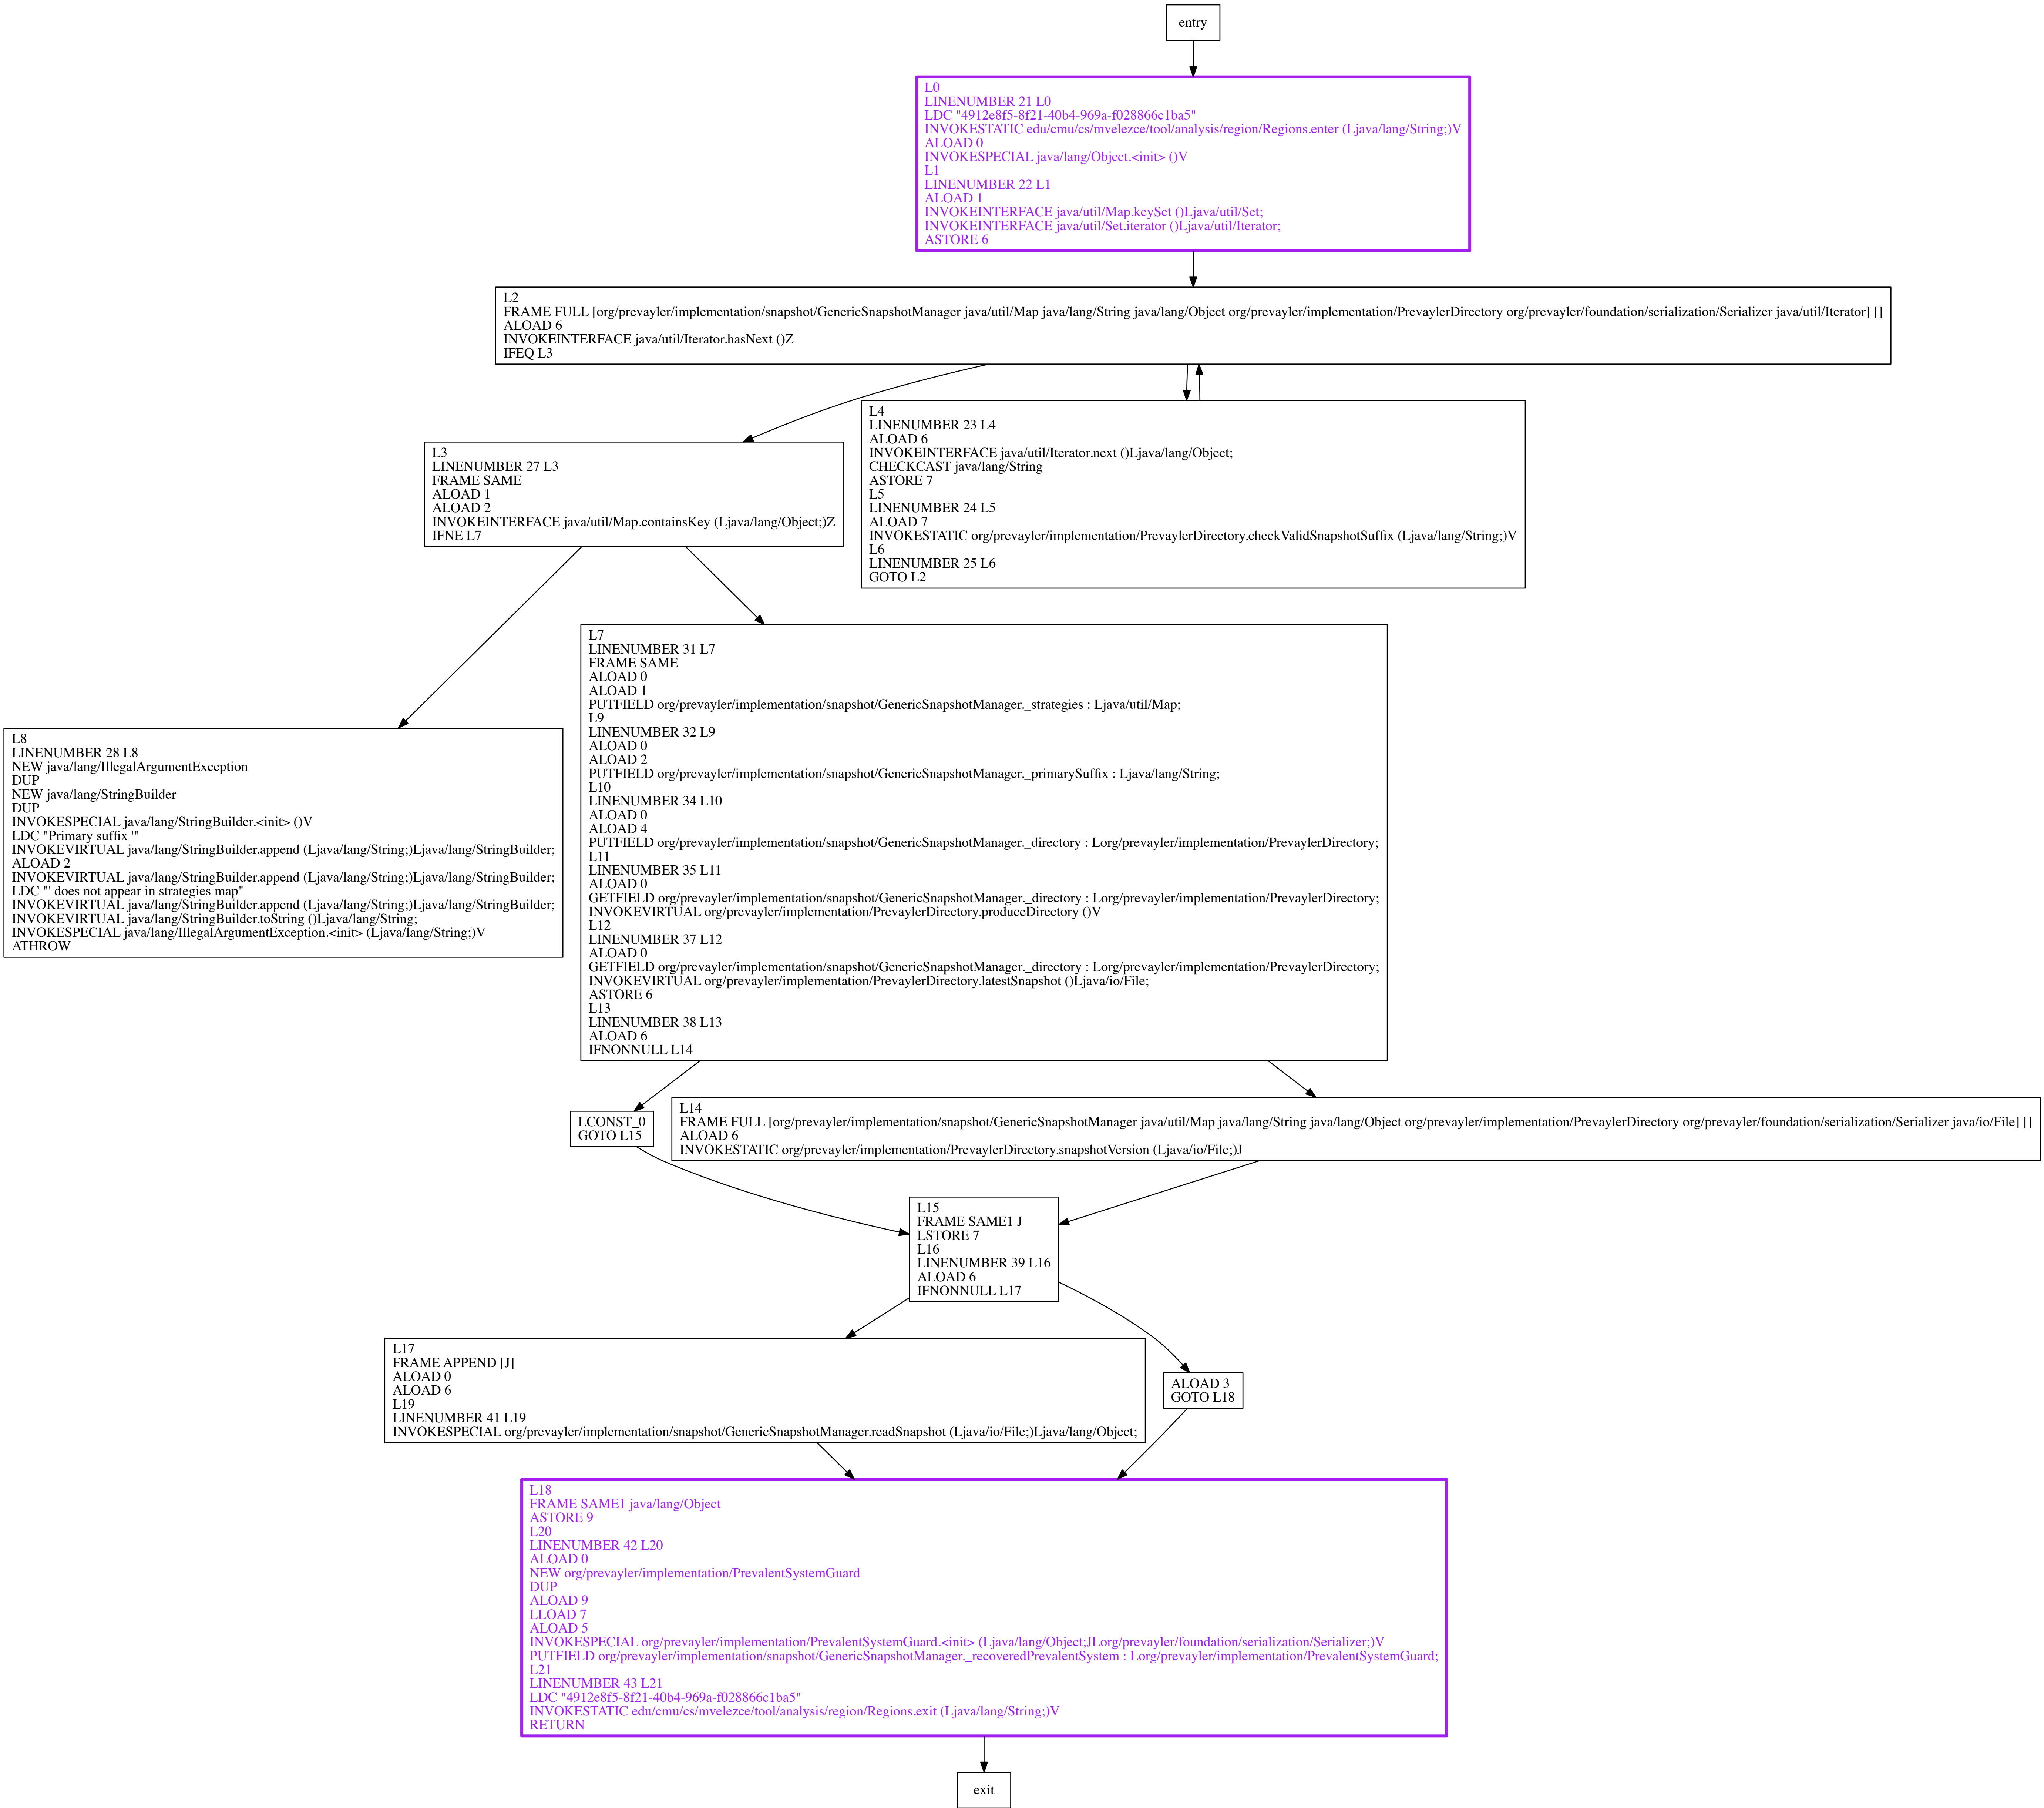 entry
L0
LINENUMBER 21 L0
LDC "4912e8f5-8f21-40b4-969a-f028866c1ba5"
INVOKESTATIC edu/cmu/cs/mvelezce/tool/analysis/region/Regions.enter (Ljava/lang/String;)V
ALOAD 0
INVOKESPECIAL java/lang/Object.<init> ()V
L1
LINENUMBER 22 L1
ALOAD 1
INVOKEINTERFACE java/util/Map.keySet ()Ljava/util/Set;
INVOKEINTERFACE java/util/Set.iterator ()Ljava/util/Iterator;
ASTORE 6
L2
FRAME FULL [org/prevayler/implementation/snapshot/GenericSnapshotManager java/util/Map java/lang/String java/lang/Object org/prevayler/implementation/PrevaylerDirectory org/prevayler/foundation/serialization/Serializer java/util/Iterator] []
ALOAD 6
INVOKEINTERFACE java/util/Iterator.hasNext ()Z
IFEQ L3
L4
LINENUMBER 23 L4
ALOAD 6
INVOKEINTERFACE java/util/Iterator.next ()Ljava/lang/Object;
CHECKCAST java/lang/String
ASTORE 7
L5
LINENUMBER 24 L5
ALOAD 7
INVOKESTATIC org/prevayler/implementation/PrevaylerDirectory.checkValidSnapshotSuffix (Ljava/lang/String;)V
L6
LINENUMBER 25 L6
GOTO L2
L3
LINENUMBER 27 L3
FRAME SAME
ALOAD 1
ALOAD 2
INVOKEINTERFACE java/util/Map.containsKey (Ljava/lang/Object;)Z
IFNE L7
L7
LINENUMBER 31 L7
FRAME SAME
ALOAD 0
ALOAD 1
PUTFIELD org/prevayler/implementation/snapshot/GenericSnapshotManager._strategies : Ljava/util/Map;
L9
LINENUMBER 32 L9
ALOAD 0
ALOAD 2
PUTFIELD org/prevayler/implementation/snapshot/GenericSnapshotManager._primarySuffix : Ljava/lang/String;
L10
LINENUMBER 34 L10
ALOAD 0
ALOAD 4
PUTFIELD org/prevayler/implementation/snapshot/GenericSnapshotManager._directory : Lorg/prevayler/implementation/PrevaylerDirectory;
L11
LINENUMBER 35 L11
ALOAD 0
GETFIELD org/prevayler/implementation/snapshot/GenericSnapshotManager._directory : Lorg/prevayler/implementation/PrevaylerDirectory;
INVOKEVIRTUAL org/prevayler/implementation/PrevaylerDirectory.produceDirectory ()V
L12
LINENUMBER 37 L12
ALOAD 0
GETFIELD org/prevayler/implementation/snapshot/GenericSnapshotManager._directory : Lorg/prevayler/implementation/PrevaylerDirectory;
INVOKEVIRTUAL org/prevayler/implementation/PrevaylerDirectory.latestSnapshot ()Ljava/io/File;
ASTORE 6
L13
LINENUMBER 38 L13
ALOAD 6
IFNONNULL L14
L8
LINENUMBER 28 L8
NEW java/lang/IllegalArgumentException
DUP
NEW java/lang/StringBuilder
DUP
INVOKESPECIAL java/lang/StringBuilder.<init> ()V
LDC "Primary suffix '"
INVOKEVIRTUAL java/lang/StringBuilder.append (Ljava/lang/String;)Ljava/lang/StringBuilder;
ALOAD 2
INVOKEVIRTUAL java/lang/StringBuilder.append (Ljava/lang/String;)Ljava/lang/StringBuilder;
LDC "' does not appear in strategies map"
INVOKEVIRTUAL java/lang/StringBuilder.append (Ljava/lang/String;)Ljava/lang/StringBuilder;
INVOKEVIRTUAL java/lang/StringBuilder.toString ()Ljava/lang/String;
INVOKESPECIAL java/lang/IllegalArgumentException.<init> (Ljava/lang/String;)V
ATHROW
LCONST_0
GOTO L15
L14
FRAME FULL [org/prevayler/implementation/snapshot/GenericSnapshotManager java/util/Map java/lang/String java/lang/Object org/prevayler/implementation/PrevaylerDirectory org/prevayler/foundation/serialization/Serializer java/io/File] []
ALOAD 6
INVOKESTATIC org/prevayler/implementation/PrevaylerDirectory.snapshotVersion (Ljava/io/File;)J
L15
FRAME SAME1 J
LSTORE 7
L16
LINENUMBER 39 L16
ALOAD 6
IFNONNULL L17
L17
FRAME APPEND [J]
ALOAD 0
ALOAD 6
L19
LINENUMBER 41 L19
INVOKESPECIAL org/prevayler/implementation/snapshot/GenericSnapshotManager.readSnapshot (Ljava/io/File;)Ljava/lang/Object;
ALOAD 3
GOTO L18
L18
FRAME SAME1 java/lang/Object
ASTORE 9
L20
LINENUMBER 42 L20
ALOAD 0
NEW org/prevayler/implementation/PrevalentSystemGuard
DUP
ALOAD 9
LLOAD 7
ALOAD 5
INVOKESPECIAL org/prevayler/implementation/PrevalentSystemGuard.<init> (Ljava/lang/Object;JLorg/prevayler/foundation/serialization/Serializer;)V
PUTFIELD org/prevayler/implementation/snapshot/GenericSnapshotManager._recoveredPrevalentSystem : Lorg/prevayler/implementation/PrevalentSystemGuard;
L21
LINENUMBER 43 L21
LDC "4912e8f5-8f21-40b4-969a-f028866c1ba5"
INVOKESTATIC edu/cmu/cs/mvelezce/tool/analysis/region/Regions.exit (Ljava/lang/String;)V
RETURN
exit